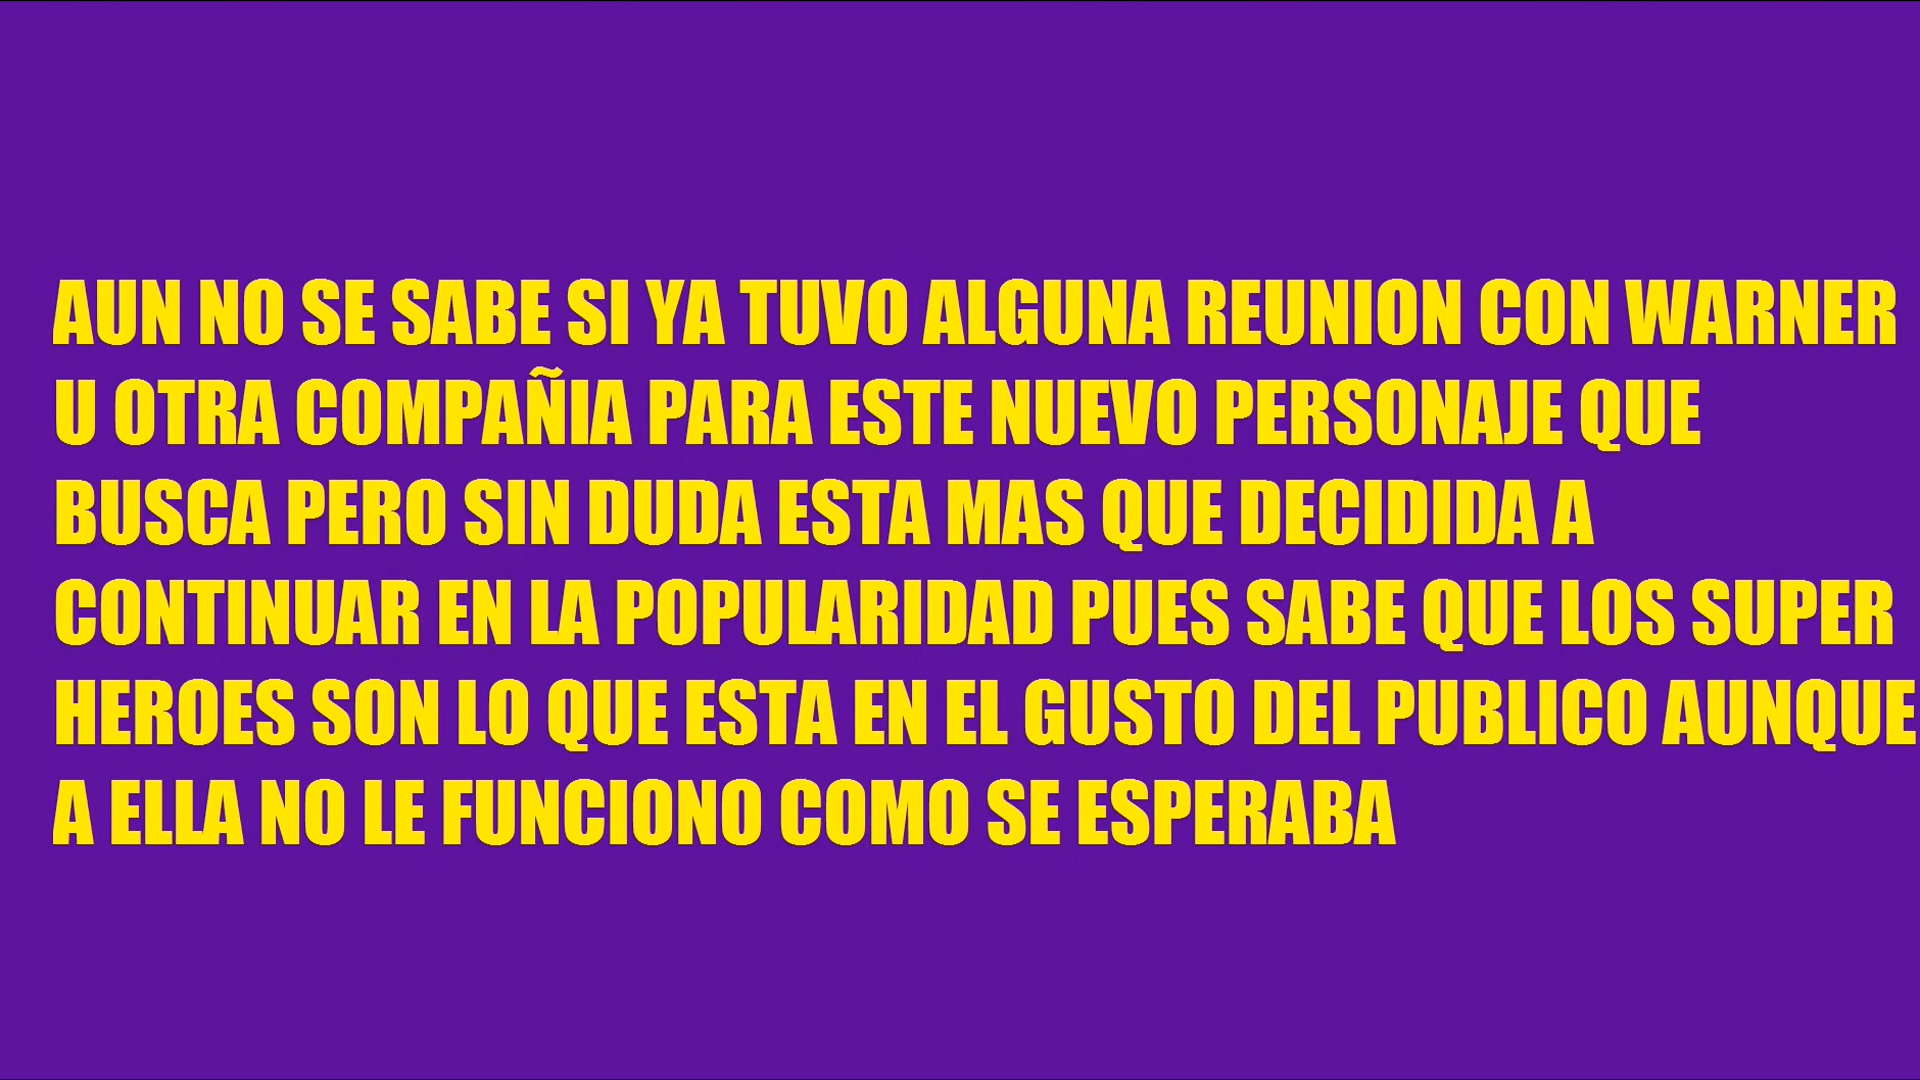 AUN NO SE SABE SI YA TUVO ALGUNA REUNION CON WARNER
U OTRA COMPAÑIA PARA ESTE NUEVO PERSONAJE QUE
BUSCA PERO SIN DUDA ESTA MAS QUE DECIDIDA A
CONTINUAR EN LA POPULARIDAD PUES SABE QUE LOS SUPER
HEROES SON LO QUE ESTA EN EL GUSTO DEL PUBLICO AUNQUE
A ELLA NO LE FUNCIONO COMO SE ESPERABA